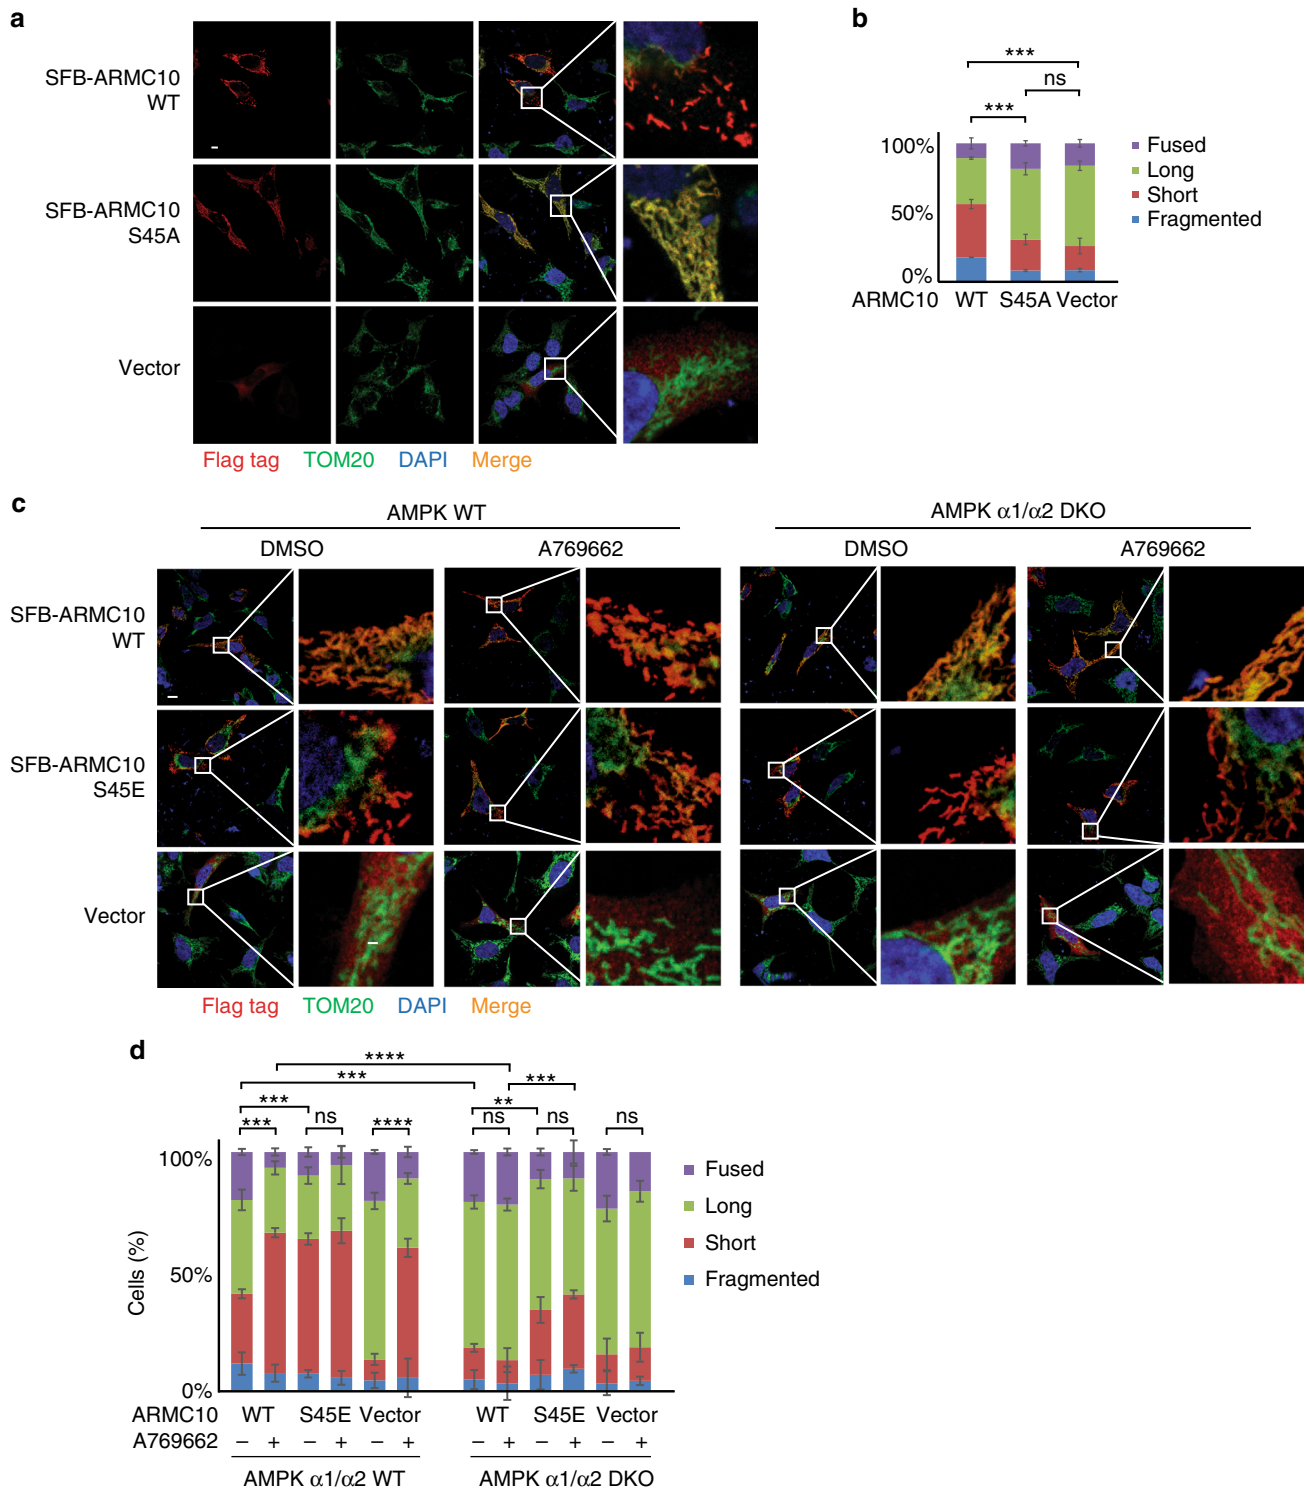 a
SFB-ARMC10
WT
SFB-ARMC10
S45A
Vector
Flag tag TOM20 DAPI Merge
b
***
ns
***
100%
50%
0%
ARMC10 WT S45A Vector
Fused
Long
Short
Fragmented
c
AMPK WT AMPK α1/α2 DKO
DMSO A769662 DMSO A769662
SFB-ARMC10
WT
SFB-ARMC10
S45E
Vector
Flag tag TOM20 DAPI Merge
d
****
***
***
***
ns
****
***
**
ns
ns
ns
Cells (%)
100%
50%
0%
Fused
Long
Short
Fragmented
ARMC10 WT S45E Vector WT S45E Vector
A769662 − + − + − + − + − + − +
AMPK α1/α2 WT AMPK α1/α2 DKO